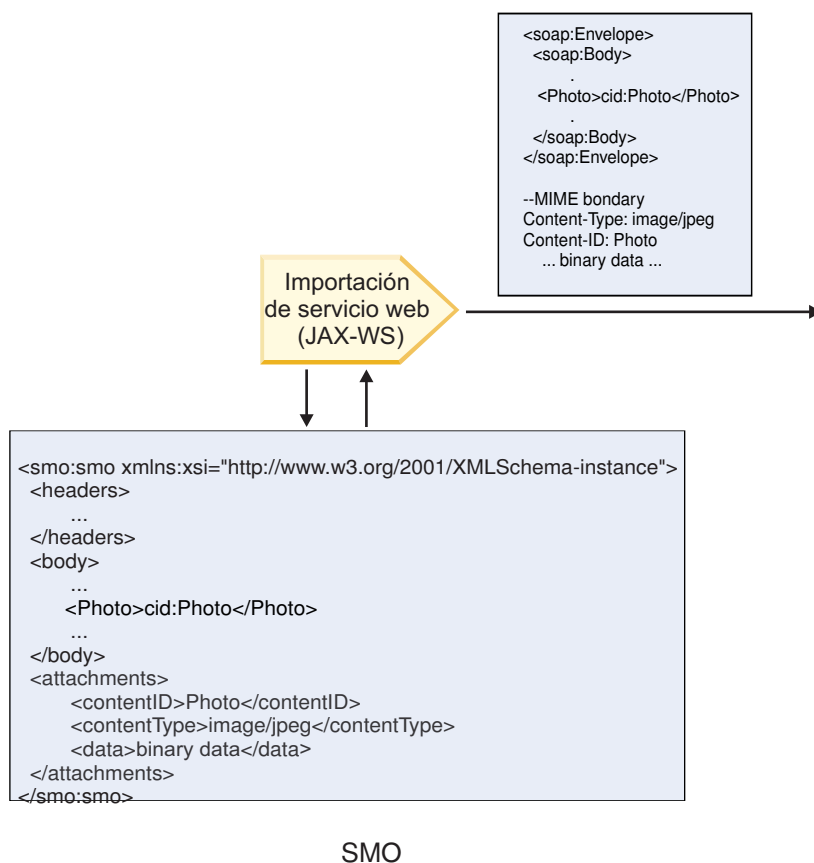 <soap:Envelope>
<soap:Body>
.
<Photo>cid:Photo</Photo>
.
</soap:Body>
</soap:Envelope>
--MIME bondary
Content-Type: image/jpeg
Content-ID: Photo
... binary data ...
Importación
de servicio web
(JAX-WS)
<smo:smo xmlns:xsi="http://www.w3.org/2001/XMLSchema-instance">
<headers>
...
</headers>
<body>
...
<Photo>cid:Photo</Photo>
...
</body>
<attachments>
<contentID>Photo</contentID>
<contentType>image/jpeg</contentType>
<data>binary data</data>
</attachments>
</smo:smo>
SMO